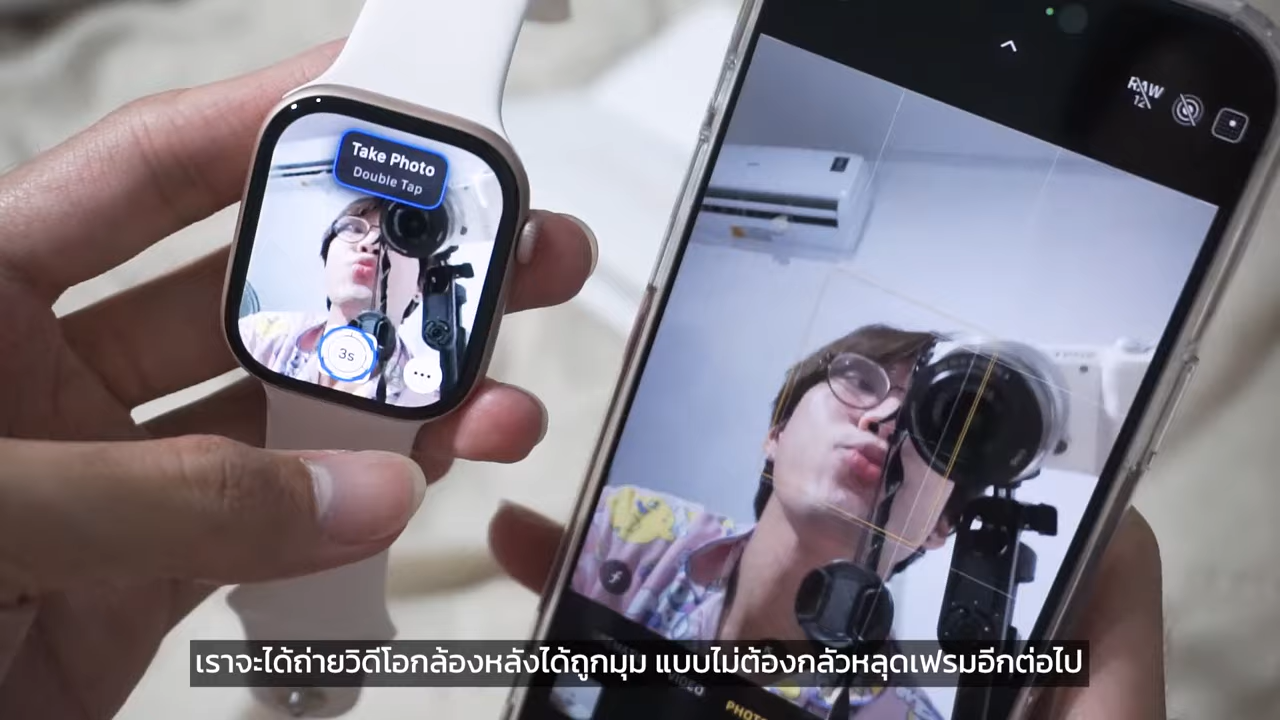 Take Photo
Double Tap
3s
RAW
12
VIDEO
PHOTO
เราจะได้ถ่ายวิดีโอกล้องหลังได้ถูกมุม แบบไม่ต้องกลัวหลุดเฟรมอีกต่อไป